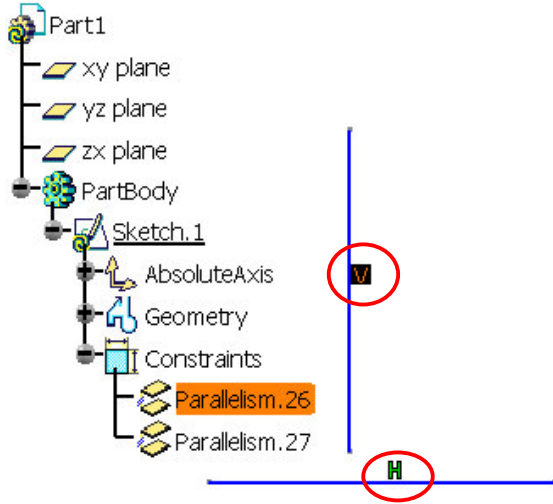 Part1
xy plane
yz plane
zx plane
PartBody
Sketch.1
AbsoluteAxis
V
Geometry
Constraints
Parallelism.26
Parallelism.27
H